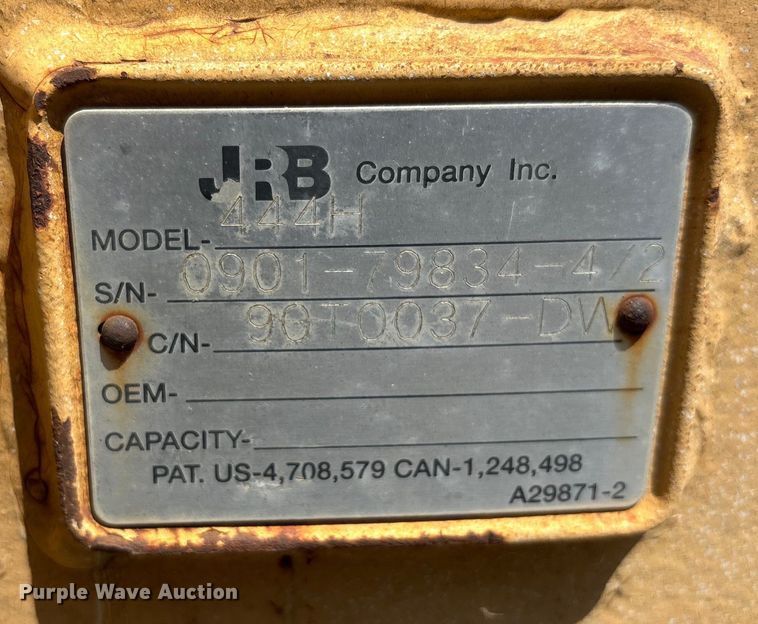 JRB Company Inc.
MODEL- 444H
S/N- 0901-79834-4/2
C/N- 9GT0037-DW
OEM-
CAPACITY-
PAT. US-4,708,579 CAN-1,248,498
A29871-2
Purple Wave Auction